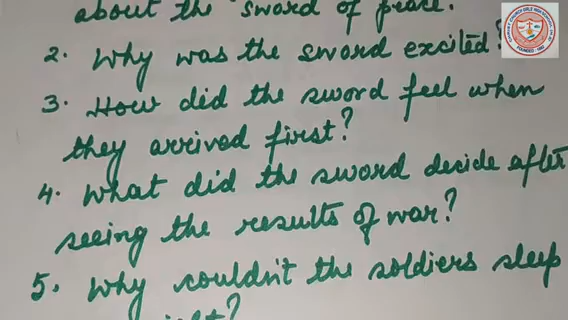 about the sword of peace.
2. Why was the sword excited?
3. How did the sword feel when
they arrived first?
4. What did the sword decide after
seeing the results of war?
5. Why couldn't the soldiers sleep